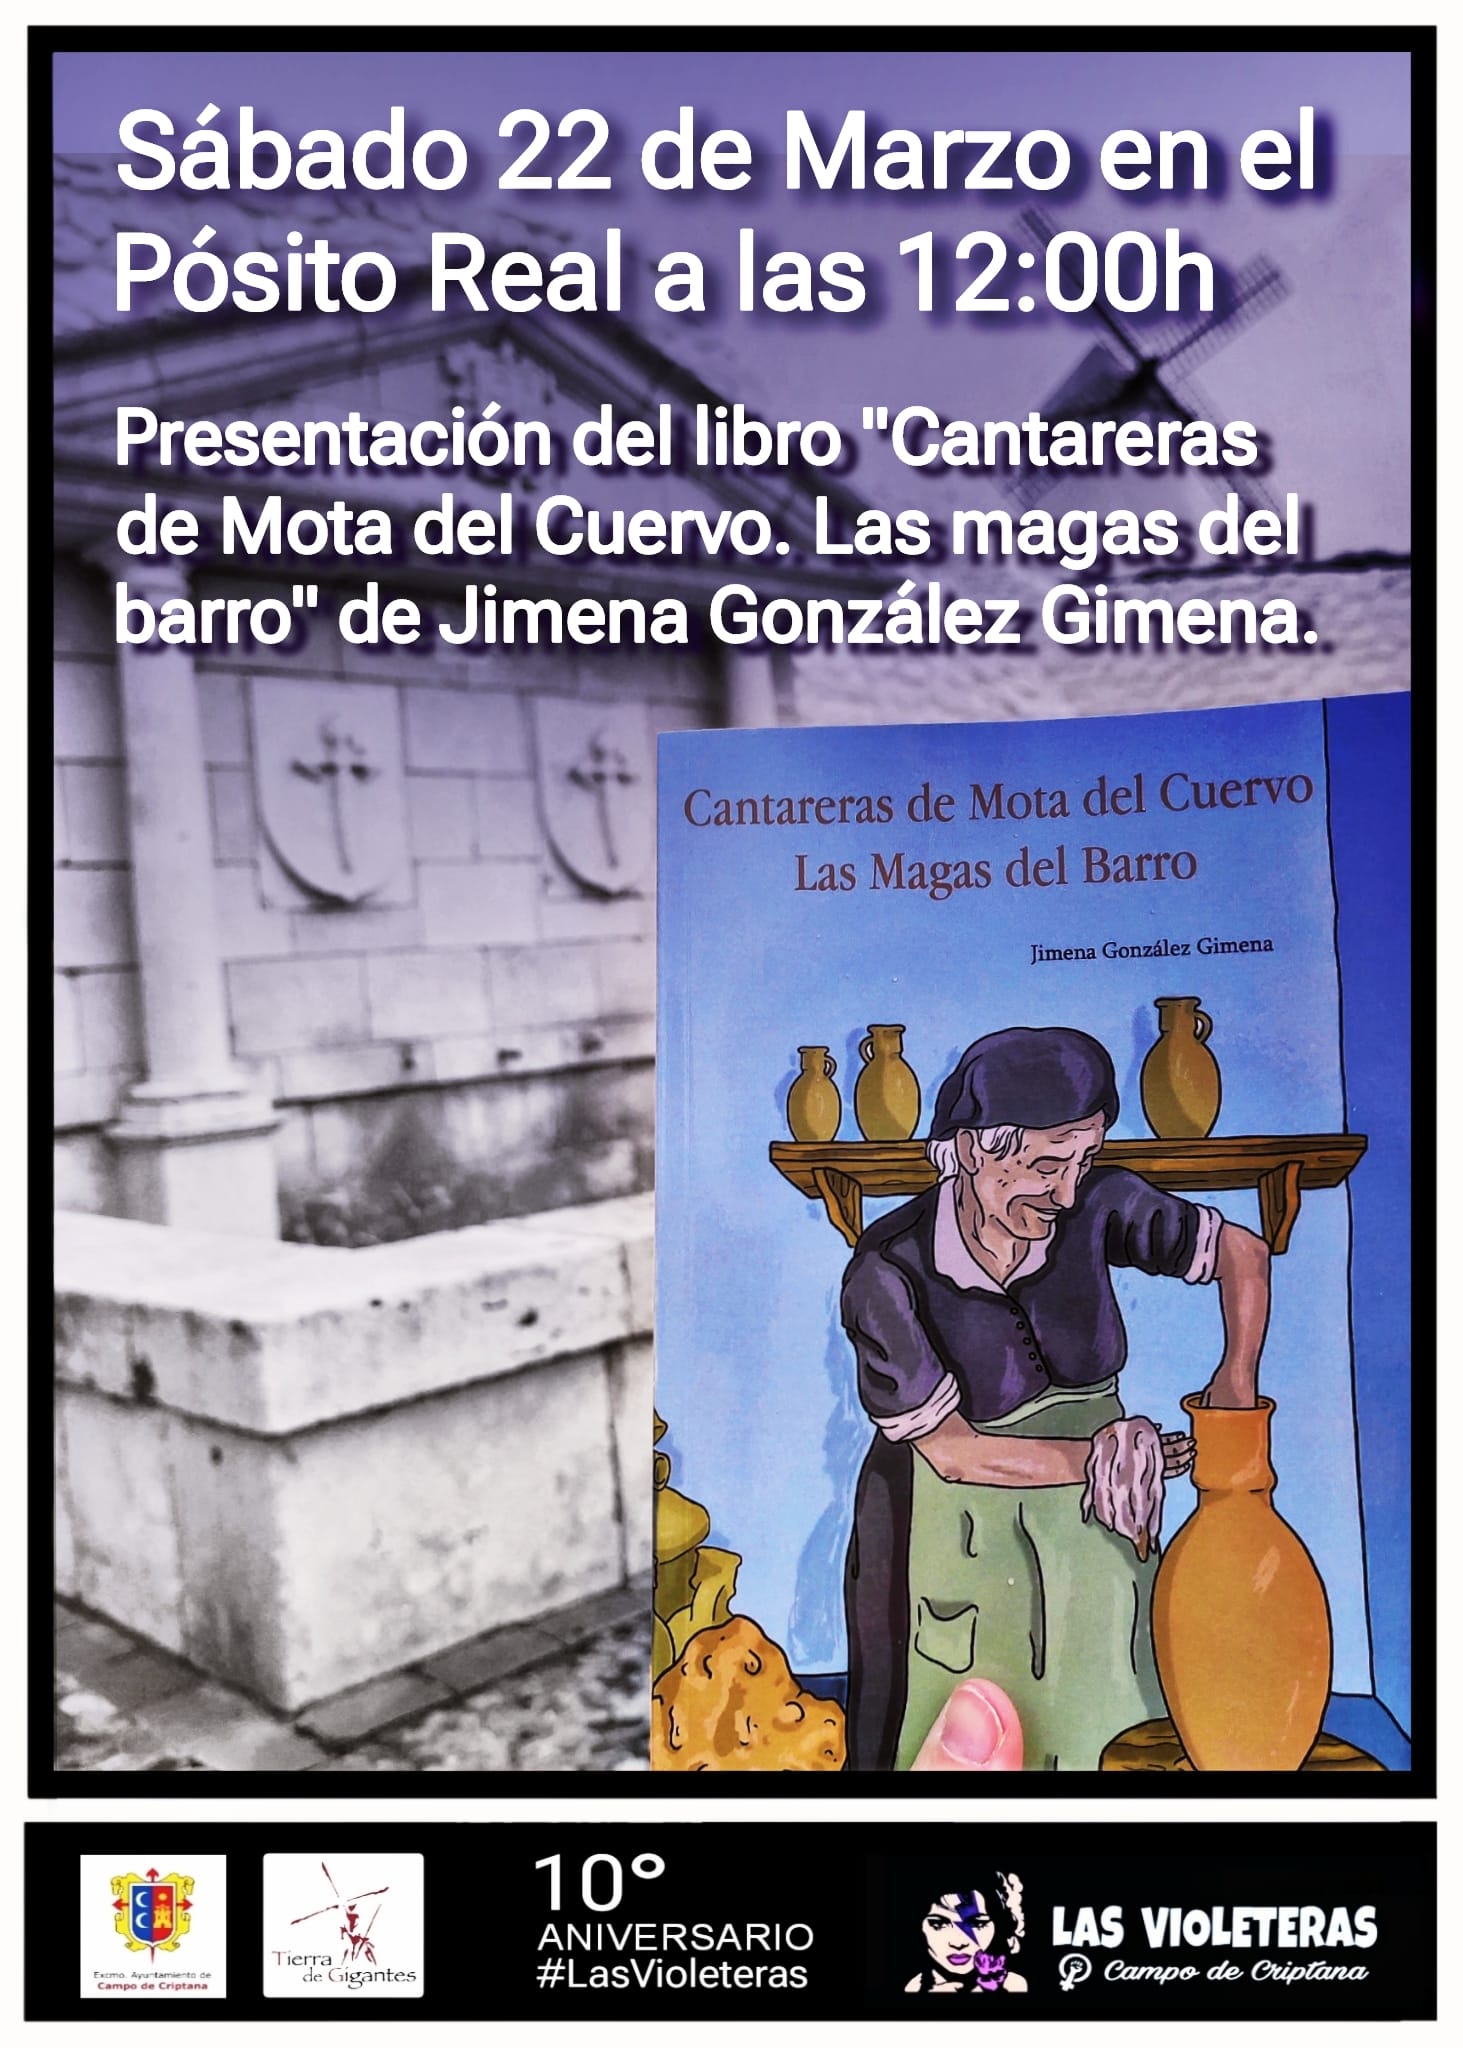 Sábado 22 de Marzo en el
Pósito Real a las 12:00h
Presentación del libro "Cantareras
de Mota del Cuervo. Las magas del
barro" de Jimena González Gimena.
Cantareras de Mota del Cuervo
Las Magas del Barro
Jimena González Gimena
Excmo. Ayuntamiento de
Campo de Criptana
Tierra
de Gigantes
10º
ANIVERSARIO
#LasVioleteras
LAS VIOLETERAS
Campo de Criptana